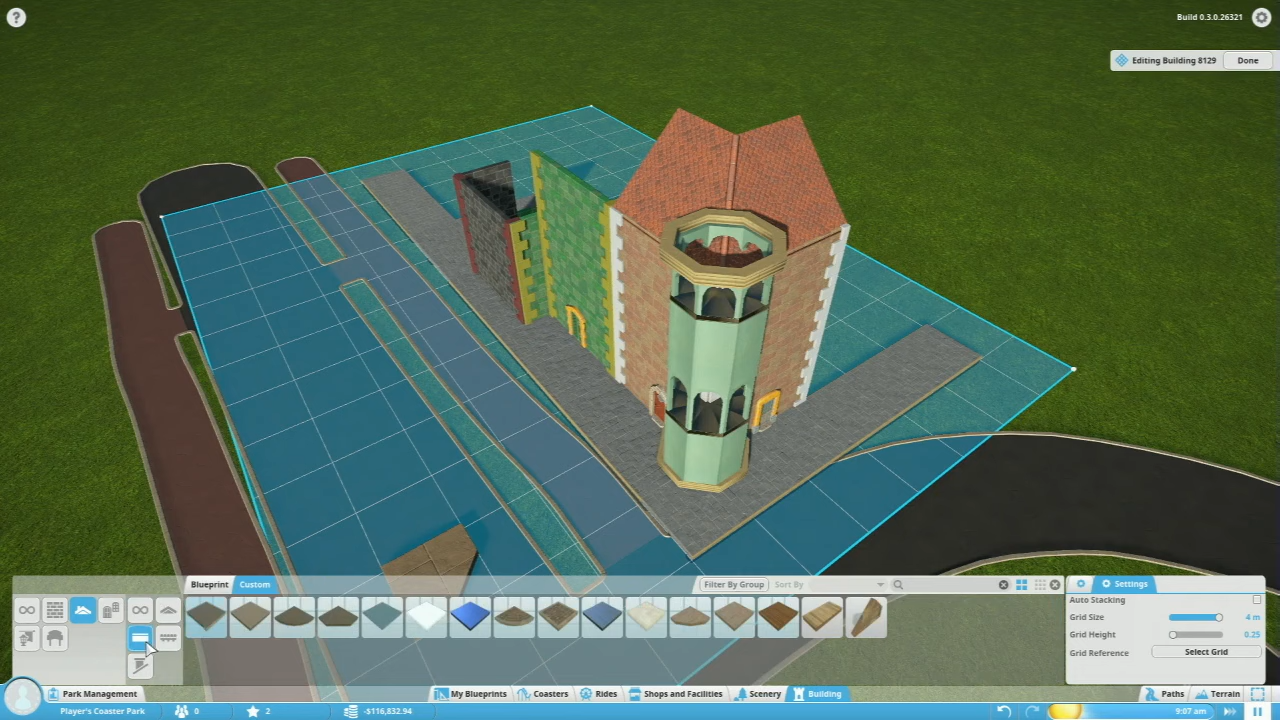 ?
Build 0.3.0.26321
Editing Building 8129 Done
Blueprint Custom Filter By Group Sort By Settings
Auto Stacking
Grid Size 4 m
Grid Height 0.25
Grid Reference Select Grid
Park Management My Blueprints Coasters Rides Shops and Facilities Scenery Building Paths Terrain
Player's Coaster Park 0 2 -$116,832.94 9:07 am